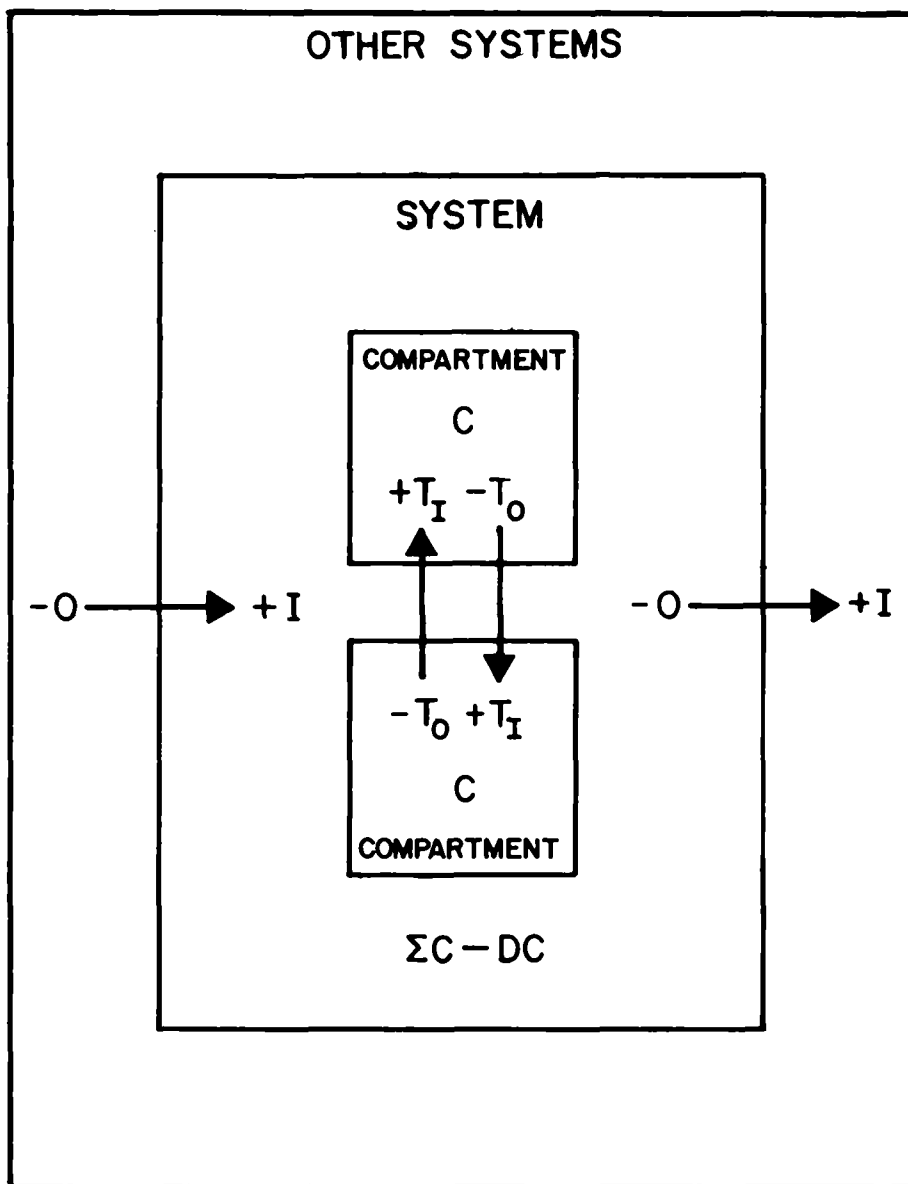 OTHER SYSTEMS
SYSTEM
COMPARTMENT
C
+T_I -T_O
-O +I -O +I
-T_O +T_I
C
COMPARTMENT
ΣC-DC